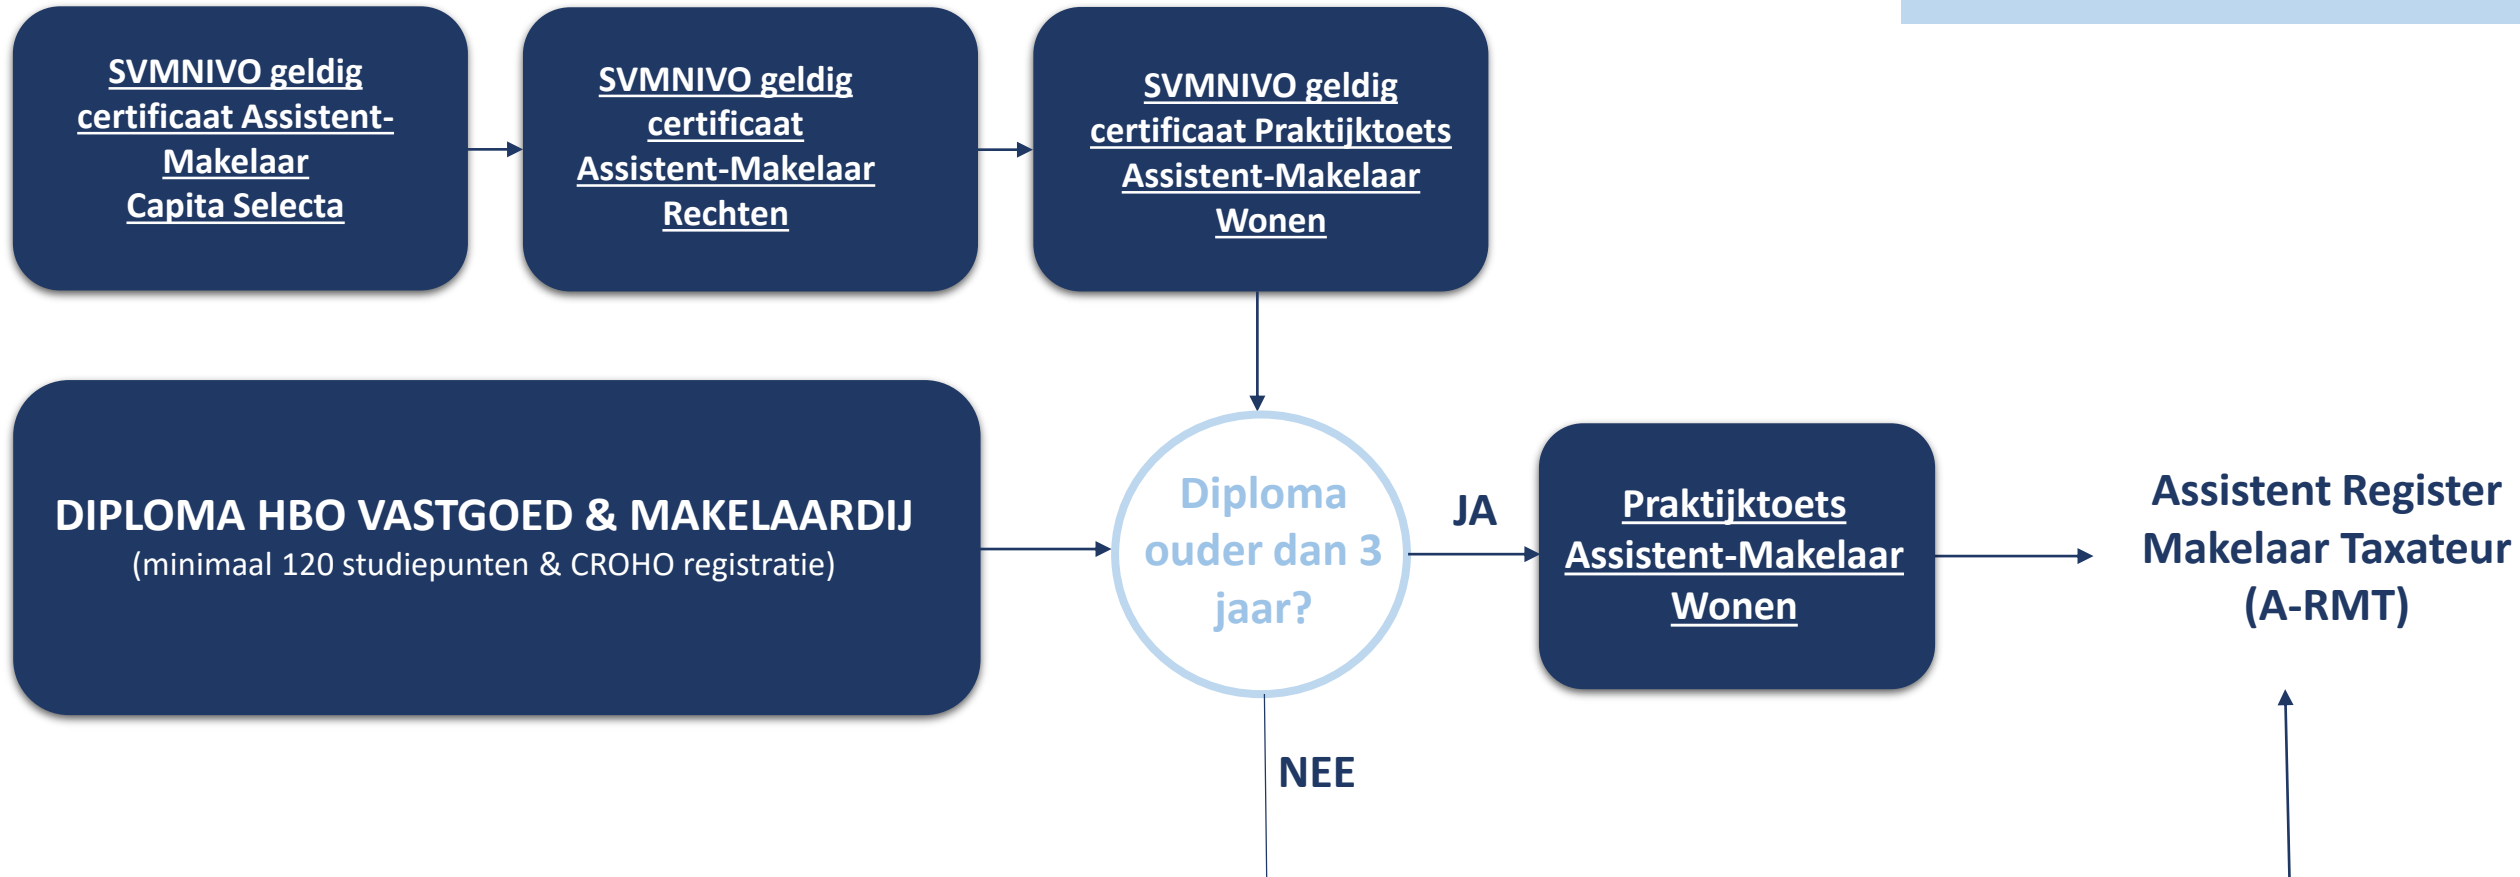 SVMNIVO geldig
certificaat Assistent-
Makelaar
Capita Selecta
SVMNIVO geldig
certificaat
Assistent-Makelaar
Rechten
SVMNIVO geldig
certificaat Praktijktoets
Assistent-Makelaar
Wonen
DIPLOMA HBO VASTGOED & MAKELAARDIJ
(minimaal 120 studiepunten & CROHO registratie)
Diploma
ouder dan 3
jaar?
JA
Praktijktoets
Assistent-Makelaar
Wonen
Assistent Register
Makelaar Taxateur
(A-RMT)
NEE